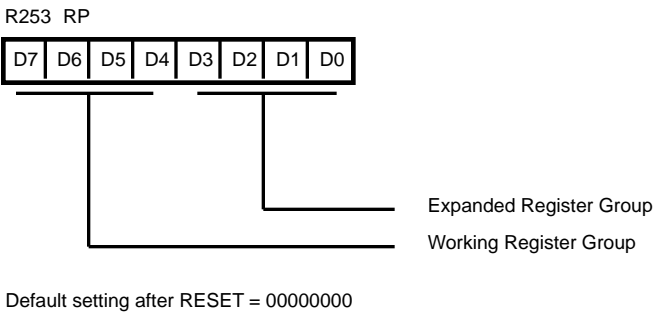 R253 RP
D7 D6 D5 D4 D3 D2 D1 D0
Expanded Register Group
Working Register Group
Default setting after RESET = 00000000